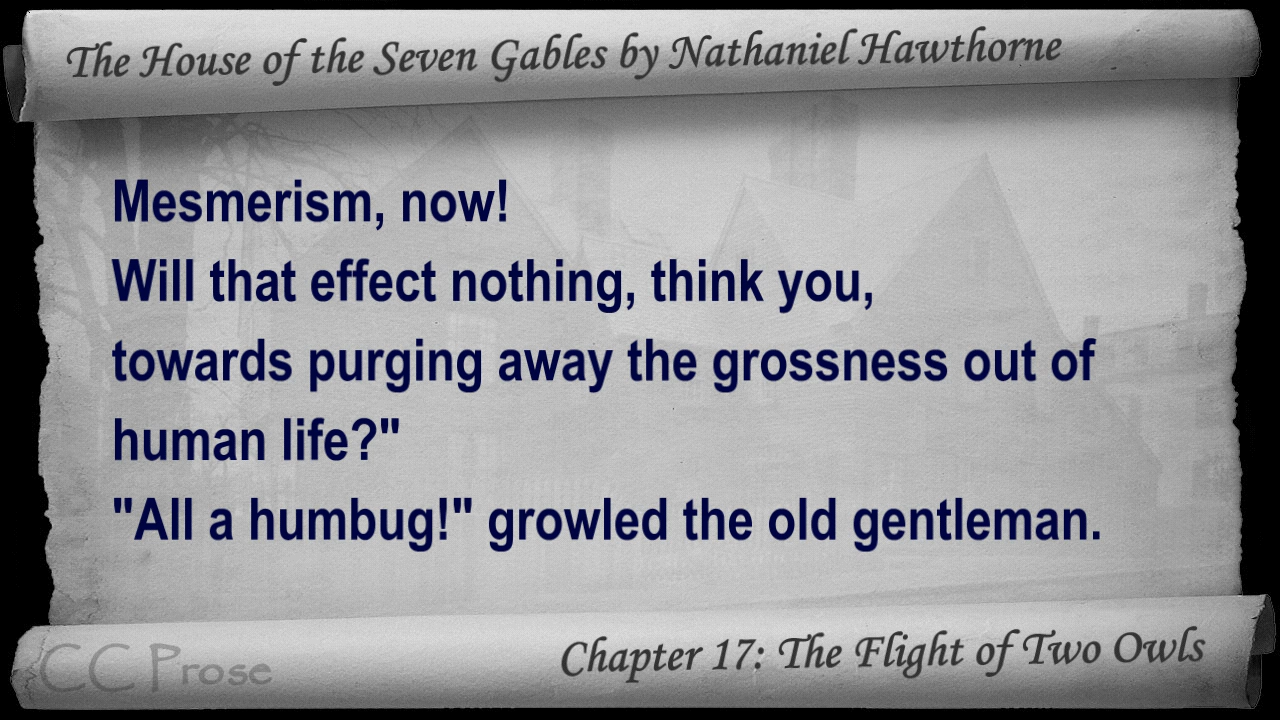 The House of the Seven Gables by Nathaniel Hawthorne
Mesmerism, now!
Will that effect nothing, think you,
towards purging away the grossness out of
human life?"
"All a humbug!" growled the old gentleman.
CC Prose
Chapter 17: The Flight of Two Owls